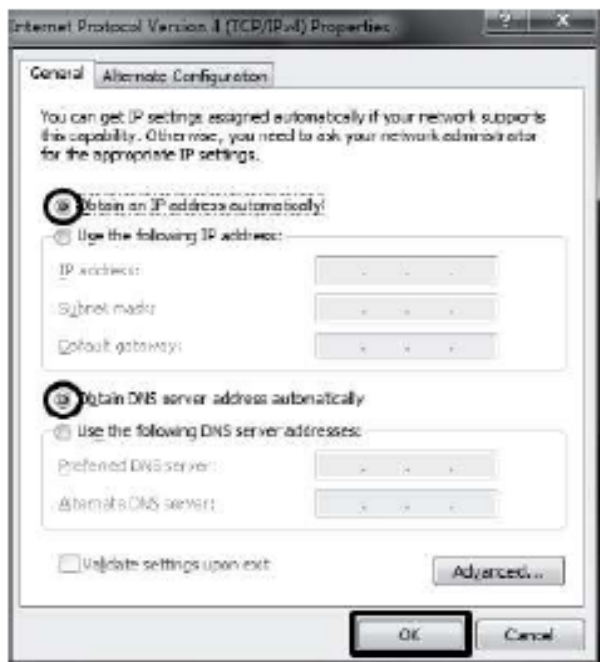 Internet Protocol Version 4 (TCP/IPv4) Properties
General
Alternate Configuration
You can get IP settings assigned automatically if your network supports
this capability. Otherwise, you need to ask your network administrator
for the appropriate IP settings.
Obtain an IP address automatically
Use the following IP address:
IP address:
Subnet mask:
Default gateway:
Obtain DNS server address automatically
Use the following DNS server addresses:
Preferred DNS server:
Alternate DNS server:
Validate settings upon exit
Advanced...
OK
Cancel